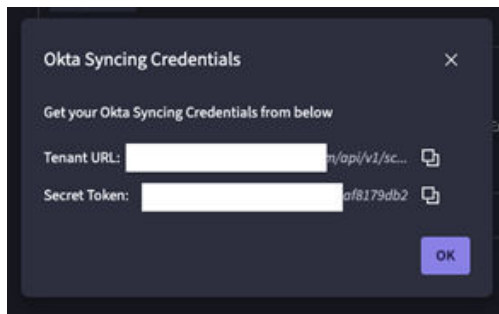 Okta Syncing Credentials
Get your Okta Syncing Credentials from below
Tenant URL: /api/v1/sc...
Secret Token: af8179db2
OK